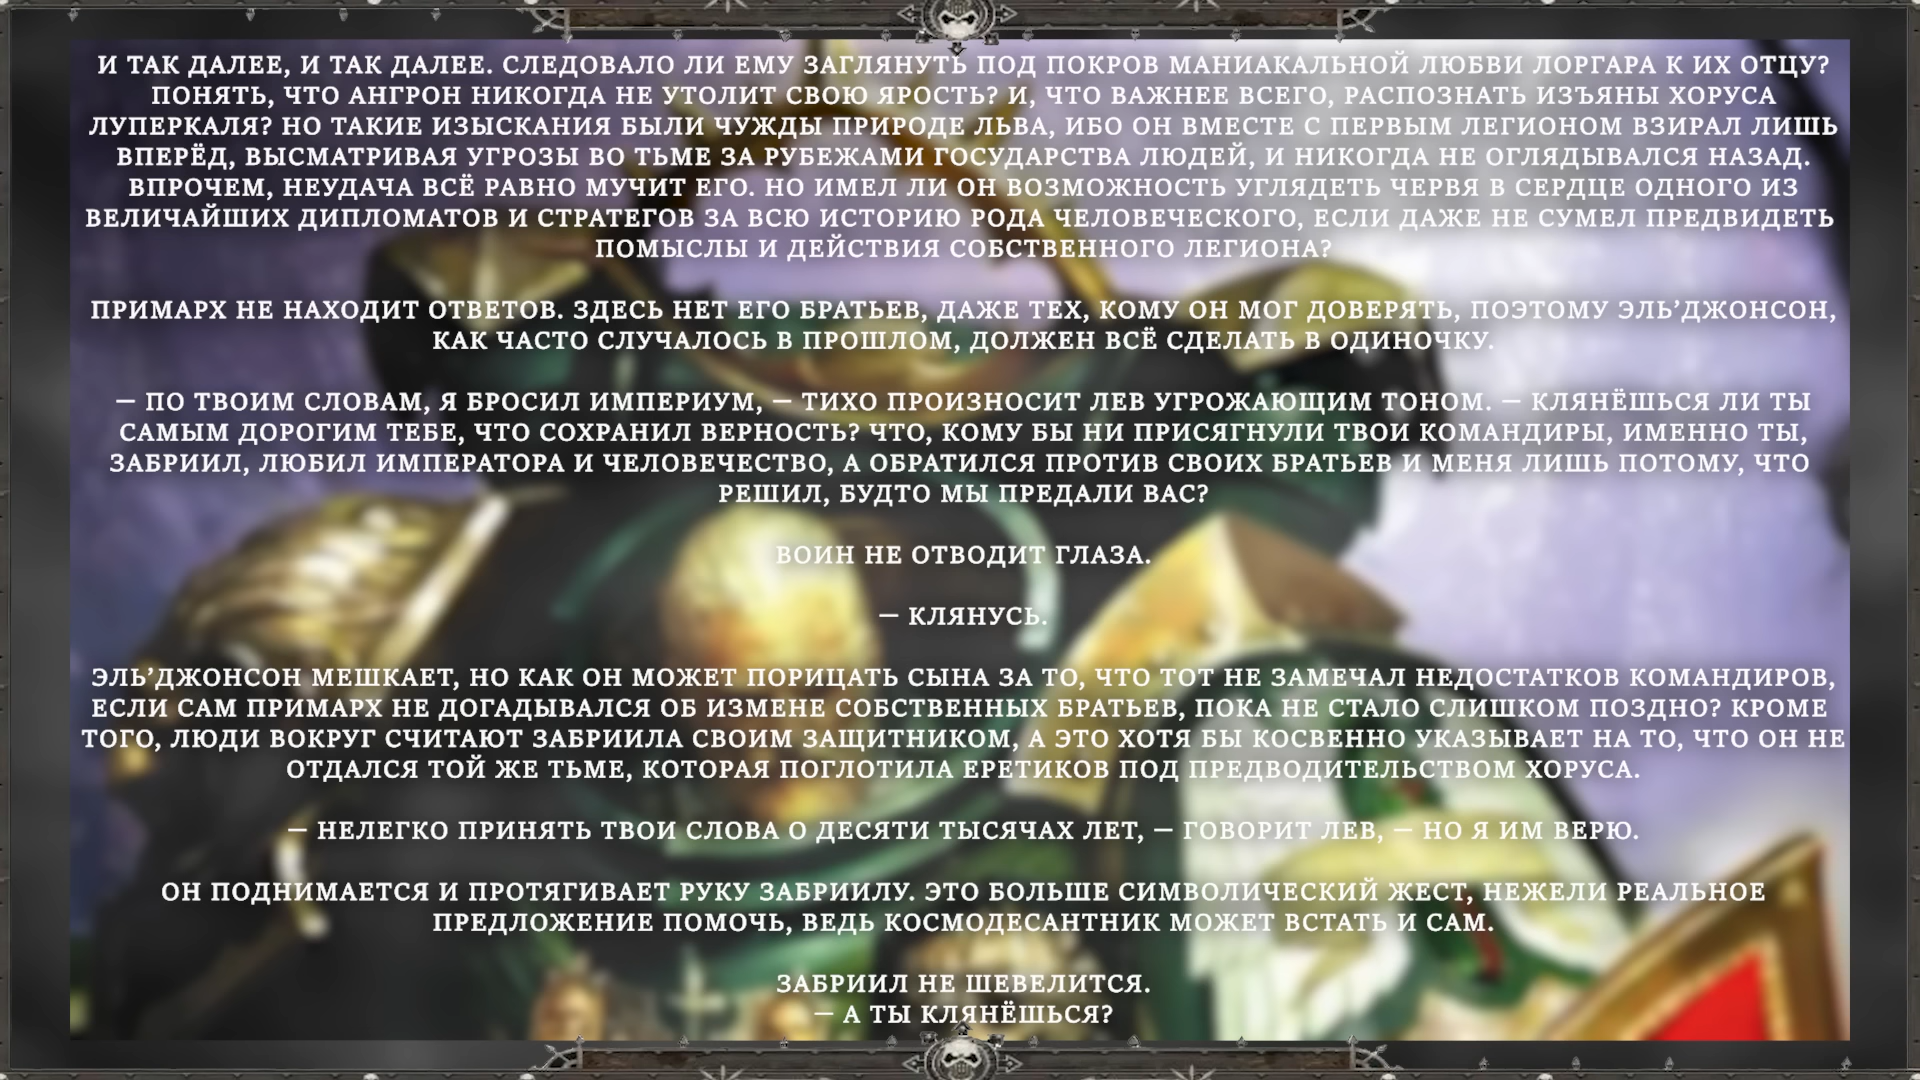 И ТАК ДАЛЕЕ, И ТАК ДАЛЕЕ. СЛЕДОВАЛО ЛИ ЕМУ ЗАГЛЯНУТЬ ПОД ПОКРОВ МАНИАКАЛЬНОЙ ЛЮБВИ ЛОРГАРА К ИХ ОТЦУ?
ПОНЯТЬ, ЧТО АНГРОН НИКОГДА НЕ УТОЛИТ СВОЮ ЯРОСТЬ? И, ЧТО ВАЖНЕЕ ВСЕГО, РАСПОЗНАТЬ ИЗЪЯНЫ ХОРУСА
ЛУПЕРКАЛЯ? НО ТАКИЕ ИЗЫСКАНИЯ БЫЛИ ЧУЖДЫ ПРИРОДЕ ЛЬВА, ИБО ОН ВМЕСТЕ С ПЕРВЫМ ЛЕГИОНОМ ВЗИРАЛ ЛИШЬ
ВПЕРЁД, ВЫСМАТРИВАЯ УГРОЗЫ ВО ТЬМЕ ЗА РУБЕЖАМИ ГОСУДАРСТВА ЛЮДЕЙ, И НИКОГДА НЕ ОГЛЯДЫВАЛСЯ НАЗАД.
ВПРОЧЕМ, НЕУДАЧА ВСЁ РАВНО МУЧИТ ЕГО. НО ИМЕЛ ЛИ ОН ВОЗМОЖНОСТЬ УГЛЯДЕТЬ ЧЕРВЯ В СЕРДЦЕ ОДНОГО ИЗ
ВЕЛИЧАЙШИХ ДИПЛОМАТОВ И СТРАТЕГОВ ЗА ВСЮ ИСТОРИЮ РОДА ЧЕЛОВЕЧЕСКОГО, ЕСЛИ ДАЖЕ НЕ СУМЕЛ ПРЕДВИДЕТЬ
ПОМЫСЛЫ И ДЕЙСТВИЯ СОБСТВЕННОГО ЛЕГИОНА?
ПРИМАРХ НЕ НАХОДИТ ОТВЕТОВ. ЗДЕСЬ НЕТ ЕГО БРАТЬЕВ, ДАЖЕ ТЕХ, КОМУ ОН МОГ ДОВЕРЯТЬ, ПОЭТОМУ ЭЛЬ’ДЖОНСОН,
КАК ЧАСТО СЛУЧАЛОСЬ В ПРОШЛОМ, ДОЛЖЕН ВСЁ СДЕЛАТЬ В ОДИНОЧКУ.
— ПО ТВОИМ СЛОВАМ, Я БРОСИЛ ИМПЕРИУМ, — ТИХО ПРОИЗНОСИТ ЛЕВ УГРОЖАЮЩИМ ТОНОМ. — КЛЯНЁШЬСЯ ЛИ ТЫ
САМЫМ ДОРОГИМ ТЕБЕ, ЧТО СОХРАНИЛ ВЕРНОСТЬ? ЧТО, КОМУ БЫ НИ ПРИСЯГНУЛИ ТВОИ КОМАНДИРЫ, ИМЕННО ТЫ,
ЗАБРИИЛ, ЛЮБИЛ ИМПЕРАТОРА И ЧЕЛОВЕЧЕСТВО, А ОБРАТИЛСЯ ПРОТИВ СВОИХ БРАТЬЕВ И МЕНЯ ЛИШЬ ПОТОМУ, ЧТО
РЕШИЛ, БУДТО МЫ ПРЕДАЛИ ВАС?
ВОИН НЕ ОТВОДИТ ГЛАЗА.
— КЛЯНУСЬ.
ЭЛЬ’ДЖОНСОН МЕШКАЕТ, НО КАК ОН МОЖЕТ ПОРИЦАТЬ СЫНА ЗА ТО, ЧТО ТОТ НЕ ЗАМЕЧАЛ НЕДОСТАТКОВ КОМАНДИРОВ,
ЕСЛИ САМ ПРИМАРХ НЕ ДОГАДЫВАЛСЯ ОБ ИЗМЕНЕ СОБСТВЕННЫХ БРАТЬЕВ, ПОКА НЕ СТАЛО СЛИШКОМ ПОЗДНО? КРОМЕ
ТОГО, ЛЮДИ ВОКРУГ СЧИТАЮТ ЗАБРИИЛА СВОИМ ЗАЩИТНИКОМ, А ЭТО ХОТЯ БЫ КОСВЕННО УКАЗЫВАЕТ НА ТО, ЧТО ОН НЕ
ОТДАЛСЯ ТОЙ ЖЕ ТЬМЕ, КОТОРАЯ ПОГЛОТИЛА ЕРЕТИКОВ ПОД ПРЕДВОДИТЕЛЬСТВОМ ХОРУСА.
— НЕЛЕГКО ПРИНЯТЬ ТВОИ СЛОВА О ДЕСЯТИ ТЫСЯЧАХ ЛЕТ, — ГОВОРИТ ЛЕВ, — НО Я ИМ ВЕРЮ.
ОН ПОДНИМАЕТСЯ И ПРОТЯГИВАЕТ РУКУ ЗАБРИИЛУ. ЭТО БОЛЬШЕ СИМВОЛИЧЕСКИЙ ЖЕСТ, НЕЖЕЛИ РЕАЛЬНОЕ
ПРЕДЛОЖЕНИЕ ПОМОЧЬ, ВЕДЬ КОСМОДЕСАНТНИК МОЖЕТ ВСТАТЬ И САМ.
ЗАБРИИЛ НЕ ШЕВЕЛИТСЯ.
— А ТЫ КЛЯНЁШЬСЯ?